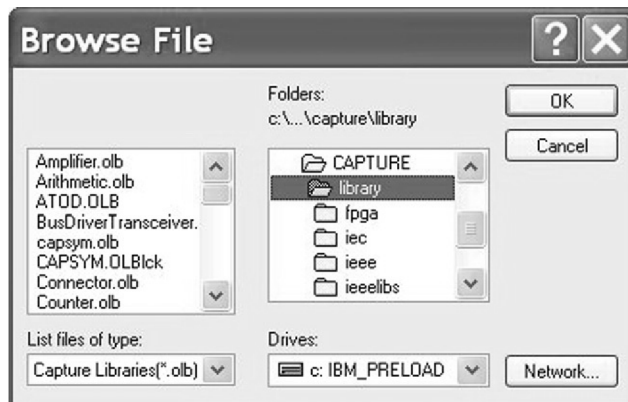 Browse File
Folders:
c:\...\capture\library
OK
Cancel
Amplifier.olb
Arithmetic.olb
ATOD.OLB
BusDriverTransceiver.
capsym.olb
CAPSYM.OLBlck
Connector.olb
Counter.olb
CAPTURE
library
fpga
iec
ieee
ieeelibs
List files of type:
Capture Libraries(*.olb)
Drives:
c: IBM_PRELOAD
Network...